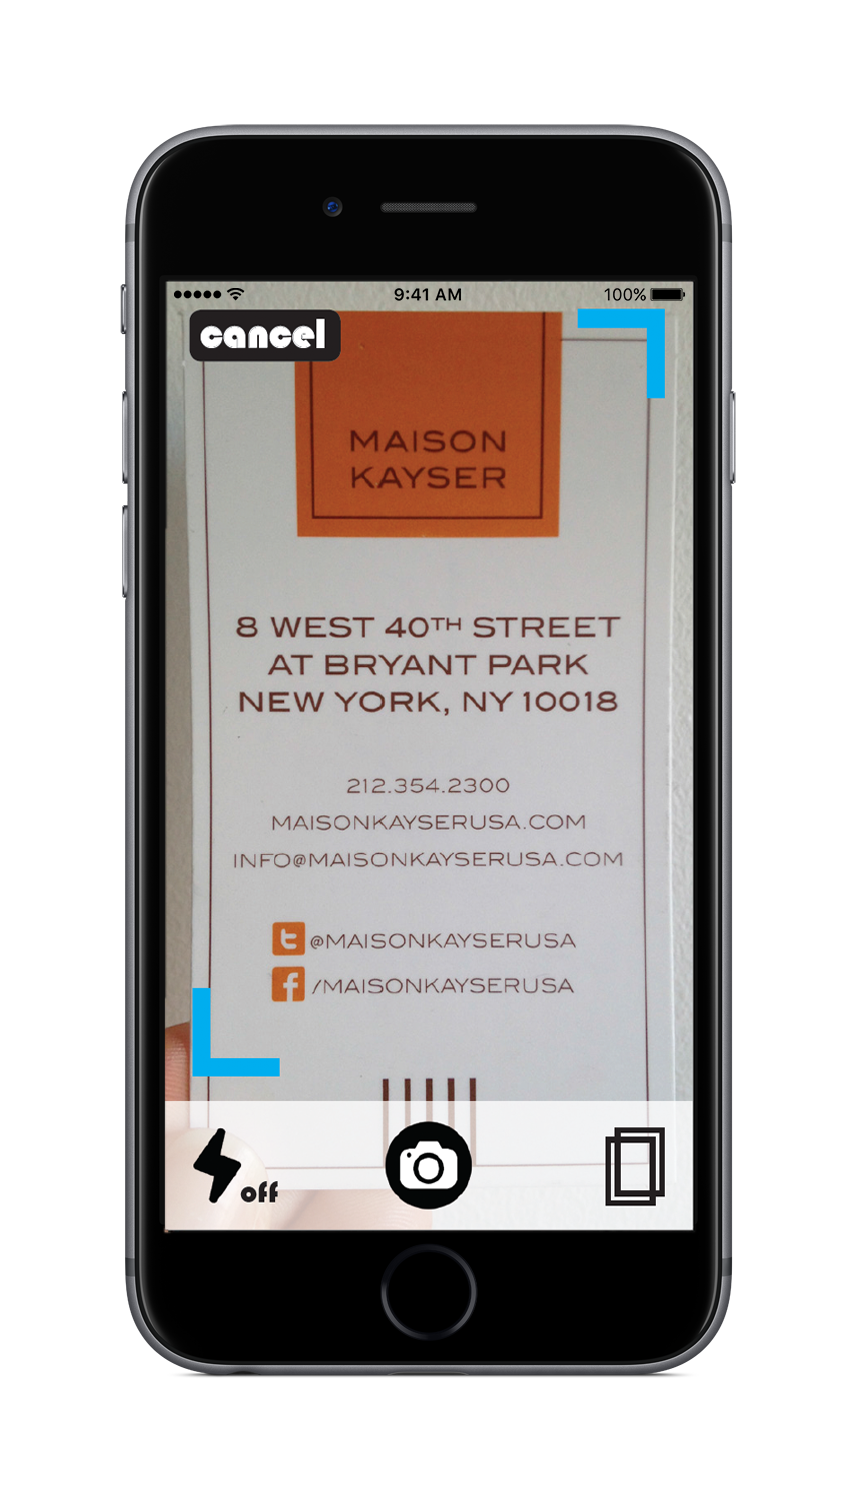 9:41 AM
100%
cancel
MAISON
KAYSER
8 WEST 40TH STREET
AT BRYANT PARK
NEW YORK, NY 10018
212.354.2300
MAISONKAYSERUSA.COM
INFO@MAISONKAYSERUSA.COM
@MAISONKAYSERUSA
/MAISONKAYSERUSA
off